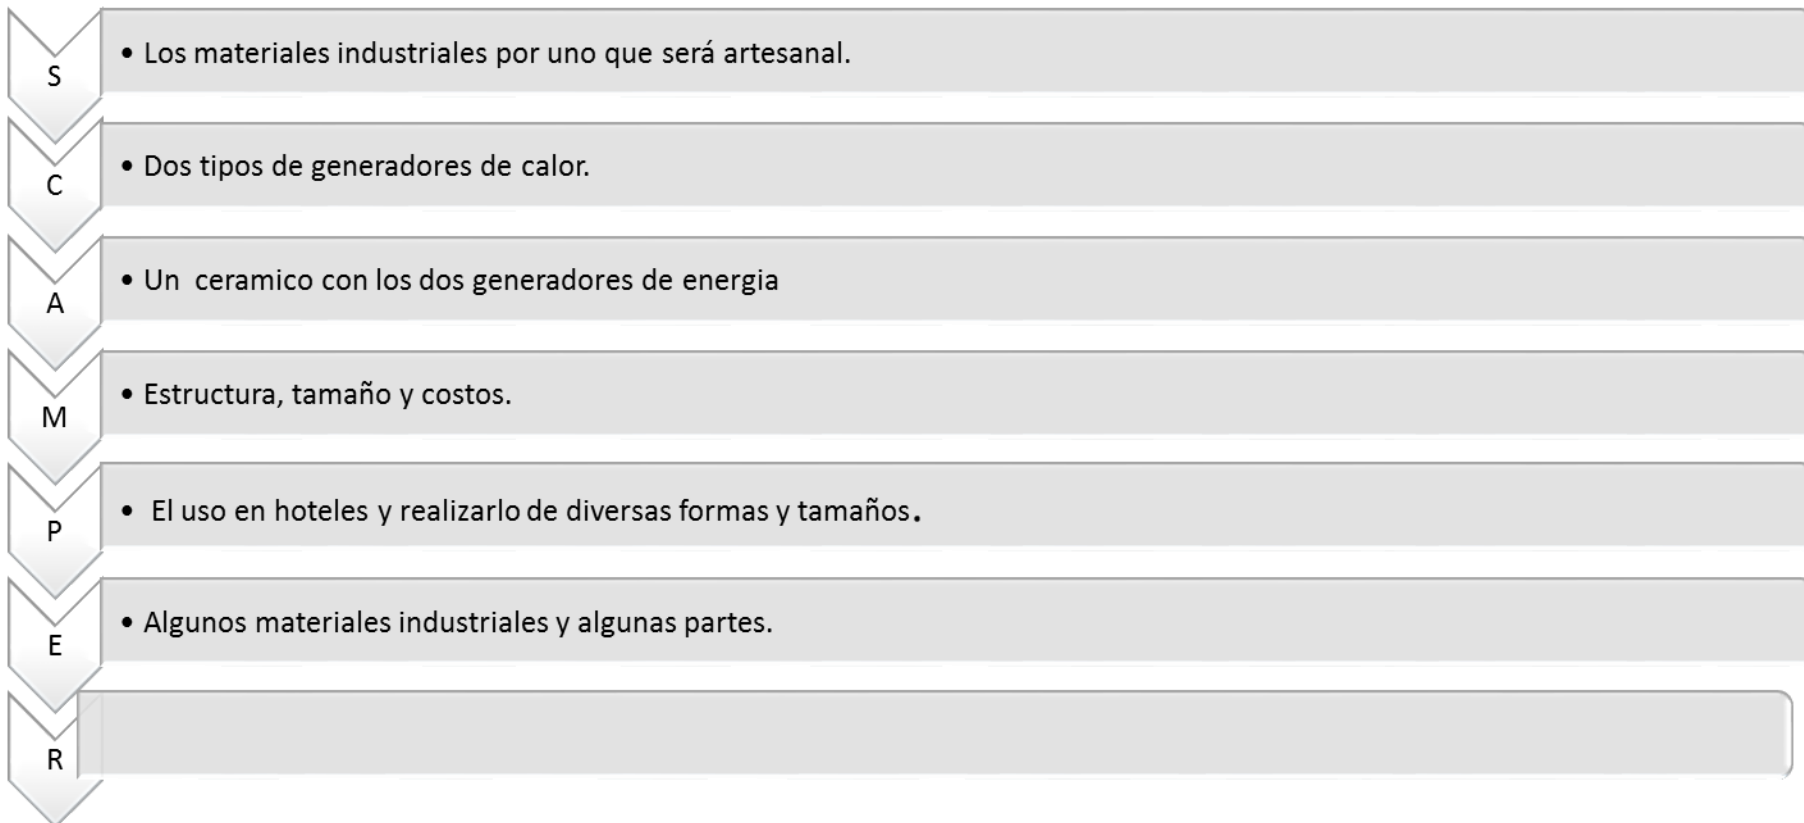 S
• Los materiales industriales por uno que será artesanal.
C
• Dos tipos de generadores de calor.
A
• Un  ceramico con los dos generadores de energia
M
• Estructura, tamaño y costos.
P
•  El uso en hoteles y realizarlo de diversas formas y tamaños.
E
• Algunos materiales industriales y algunas partes.
R